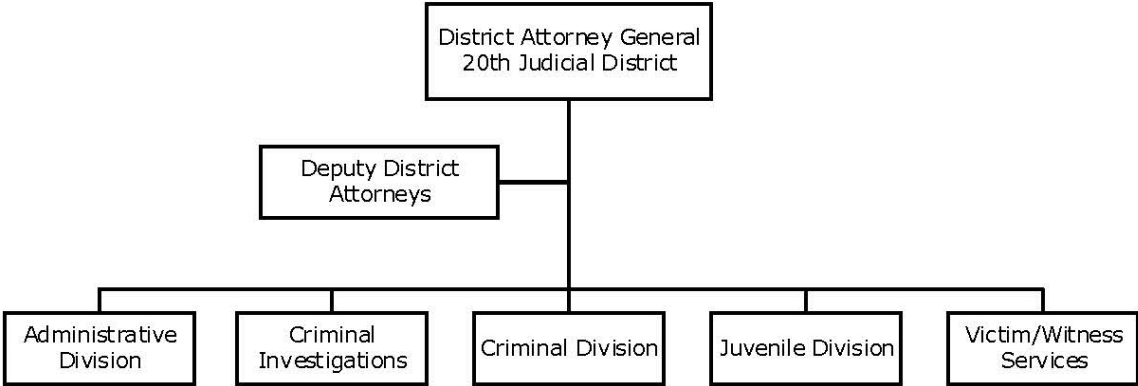 District Attorney General
20th Judicial District
Deputy District
Attorneys
Administrative
Division
Criminal
Investigations
Criminal Division
Juvenile Division
Victim/Witness
Services